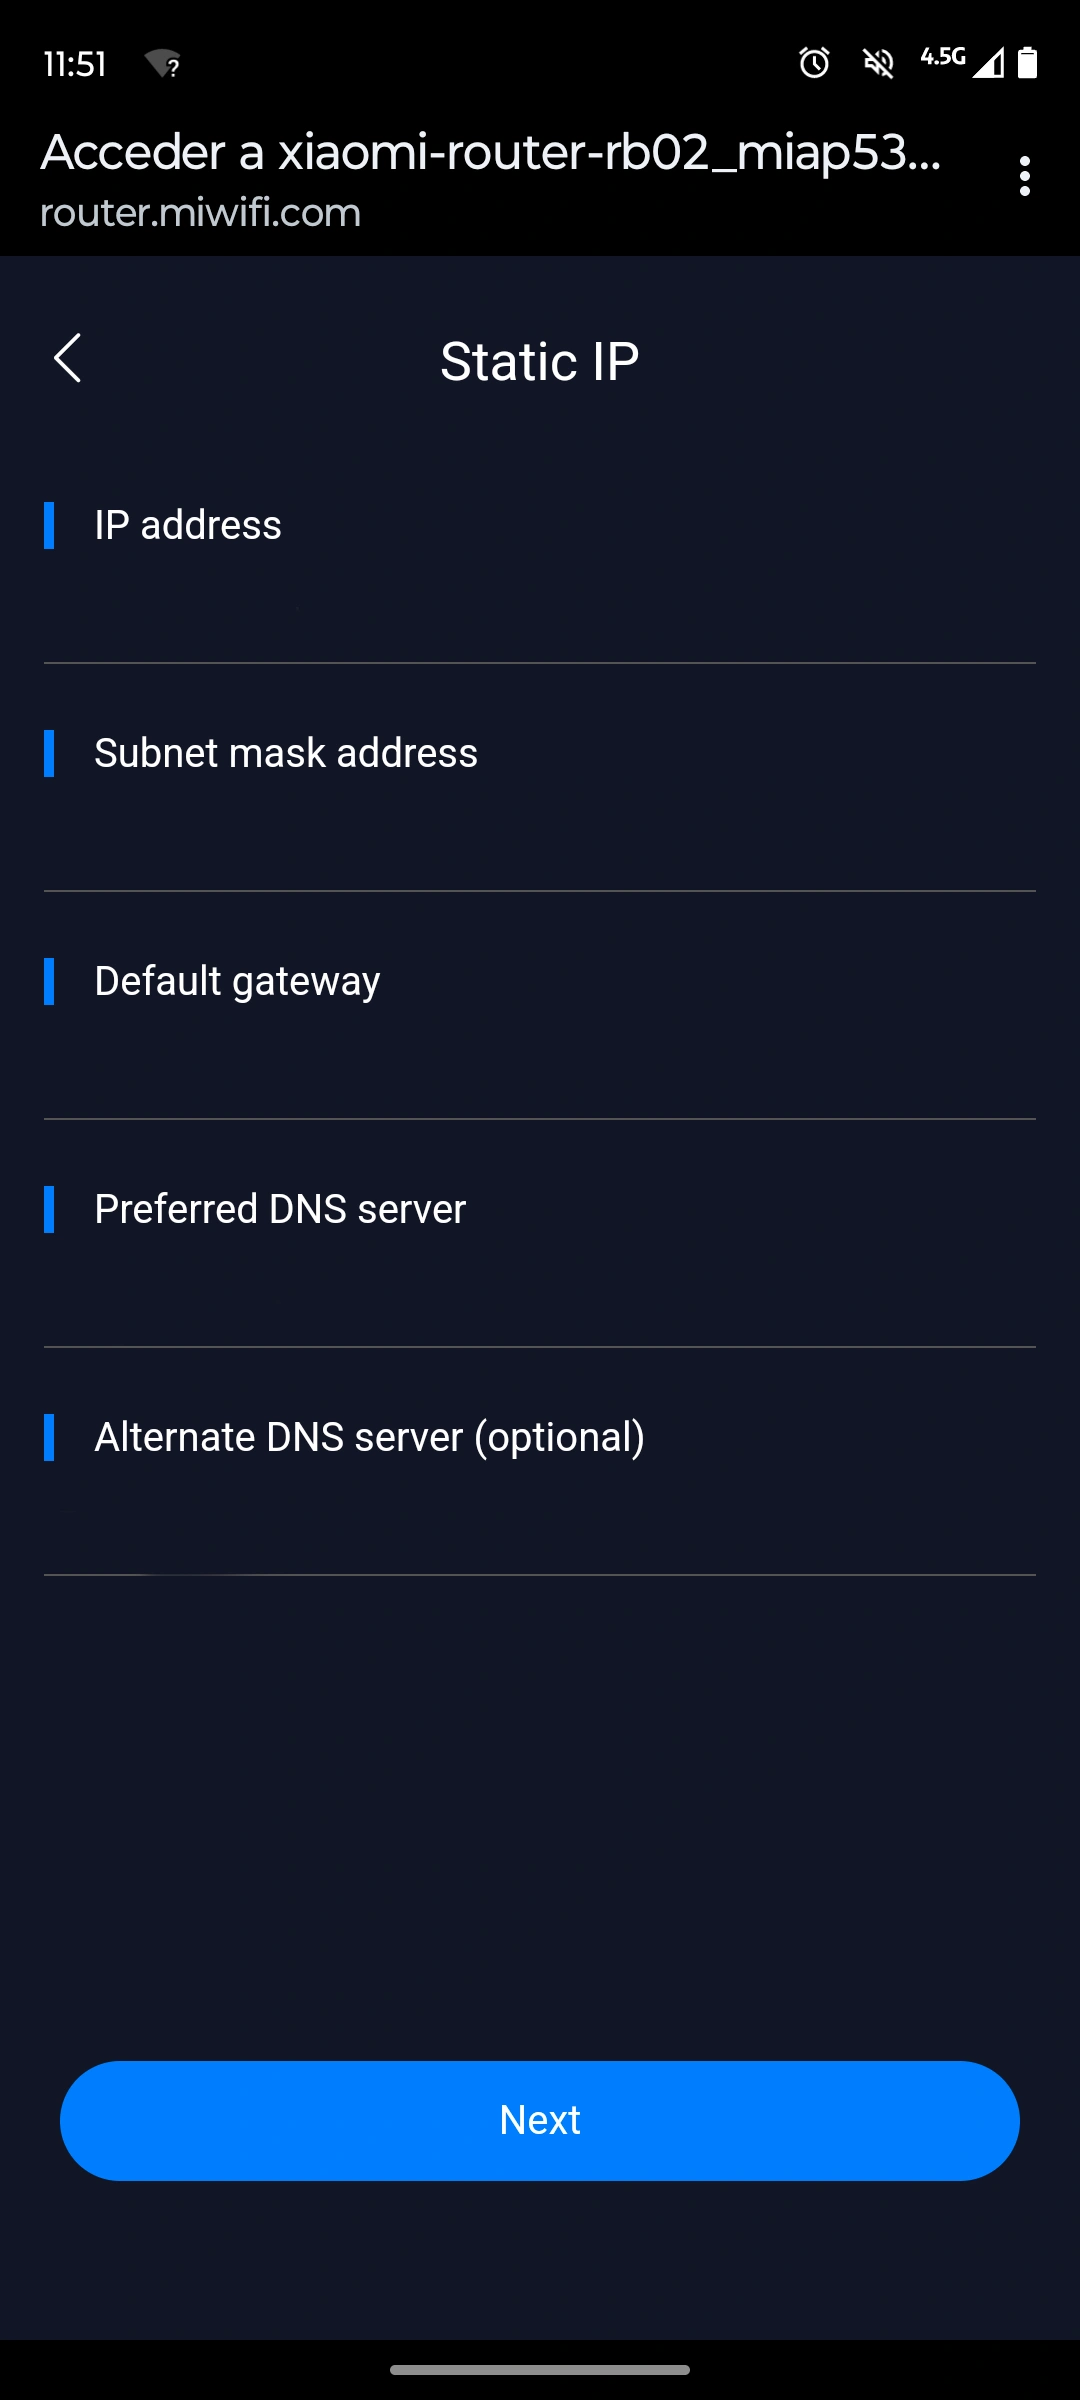 11:51
4.5G
Acceder a xiaomi-router-rb02_miap53...
router.miwifi.com
Static IP
IP address
Subnet mask address
Default gateway
Preferred DNS server
Alternate DNS server (optional)
Next